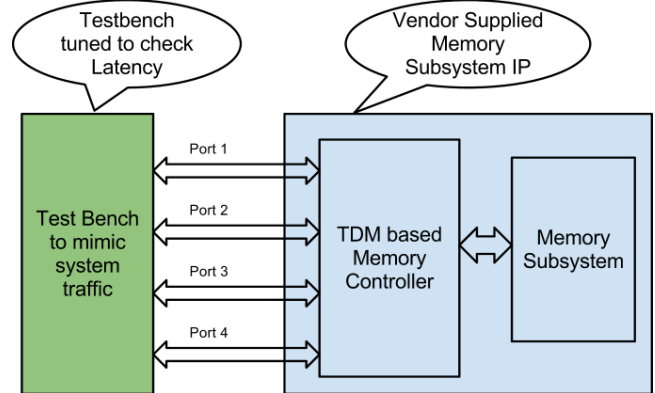 Testbench
tuned to check
Latency
Vendor Supplied
Memory
Subsystem IP
Port 1
Port 2
Port 3
Port 4
Test Bench
to mimic
system
traffic
TDM based
Memory
Controller
Memory
Subsystem